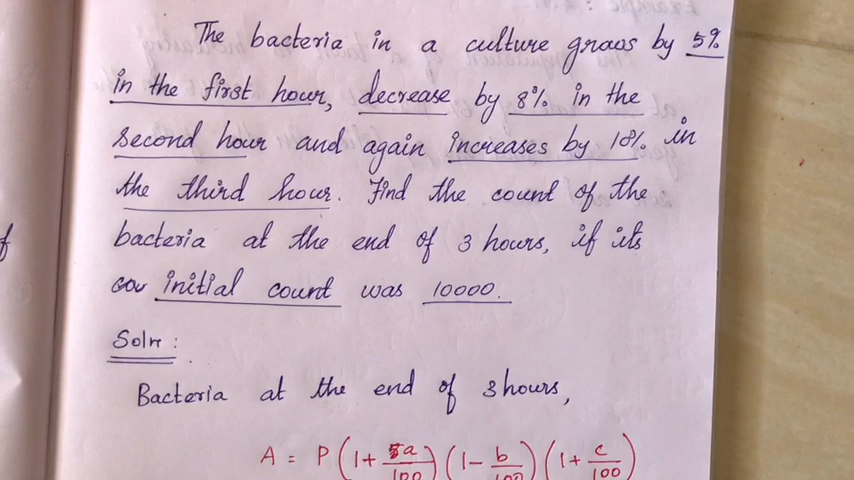 The bacteria in a culture grows by 5%
in the first hour, decrease by 8% in the
second hour and again increases by 10% in
the third hour. Find the count of the
bacteria at the end of 3 hours, if its
initial count was 10000.
Soln:
Bacteria at the end of 3 hours,
A = P(1 + a/100)(1 - b/100)(1 + c/100)